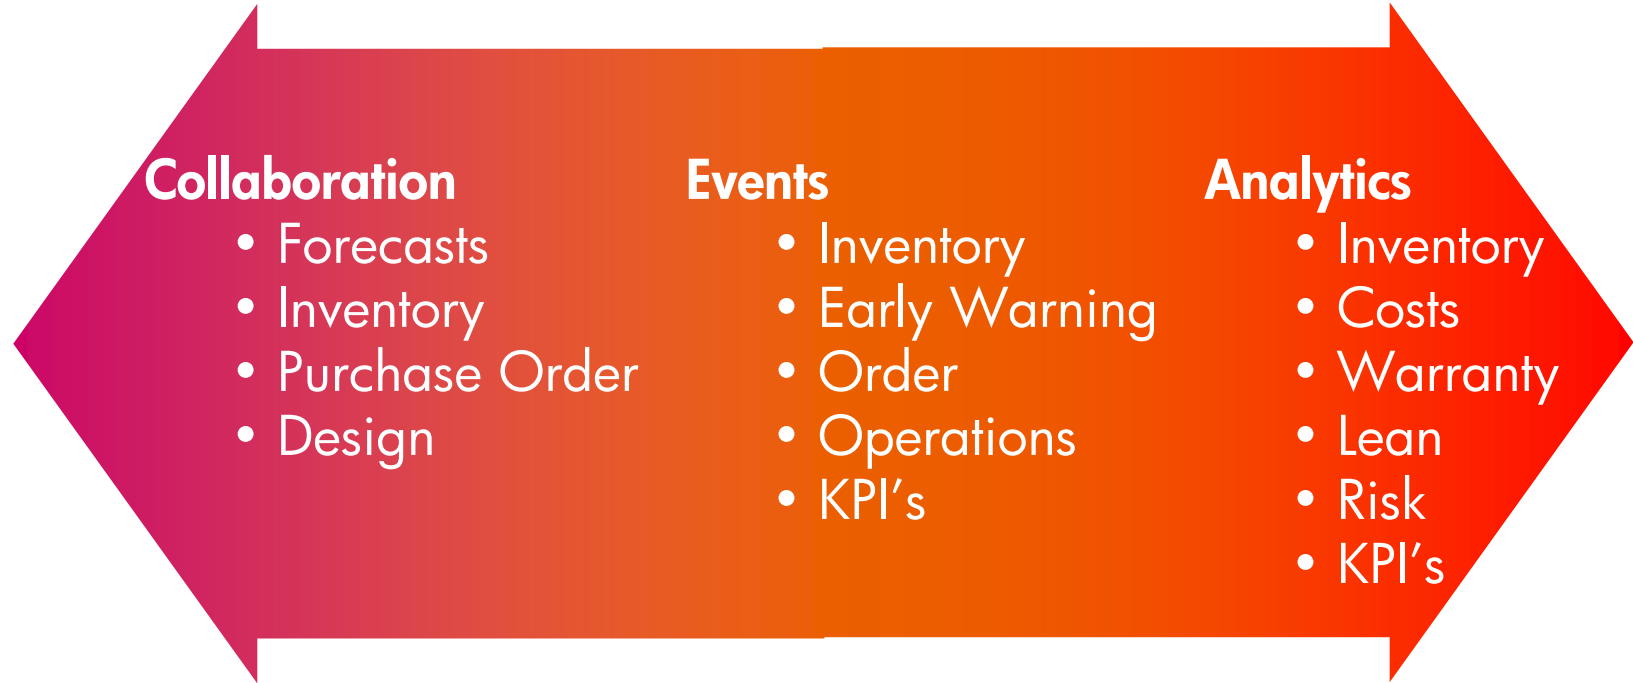 Collaboration
• Forecasts
• Inventory
• Purchase Order
• Design
Events
• Inventory
• Early Warning
• Order
• Operations
• KPI’s
Analytics
• Inventory
• Costs
• Warranty
• Lean
• Risk
• KPI’s